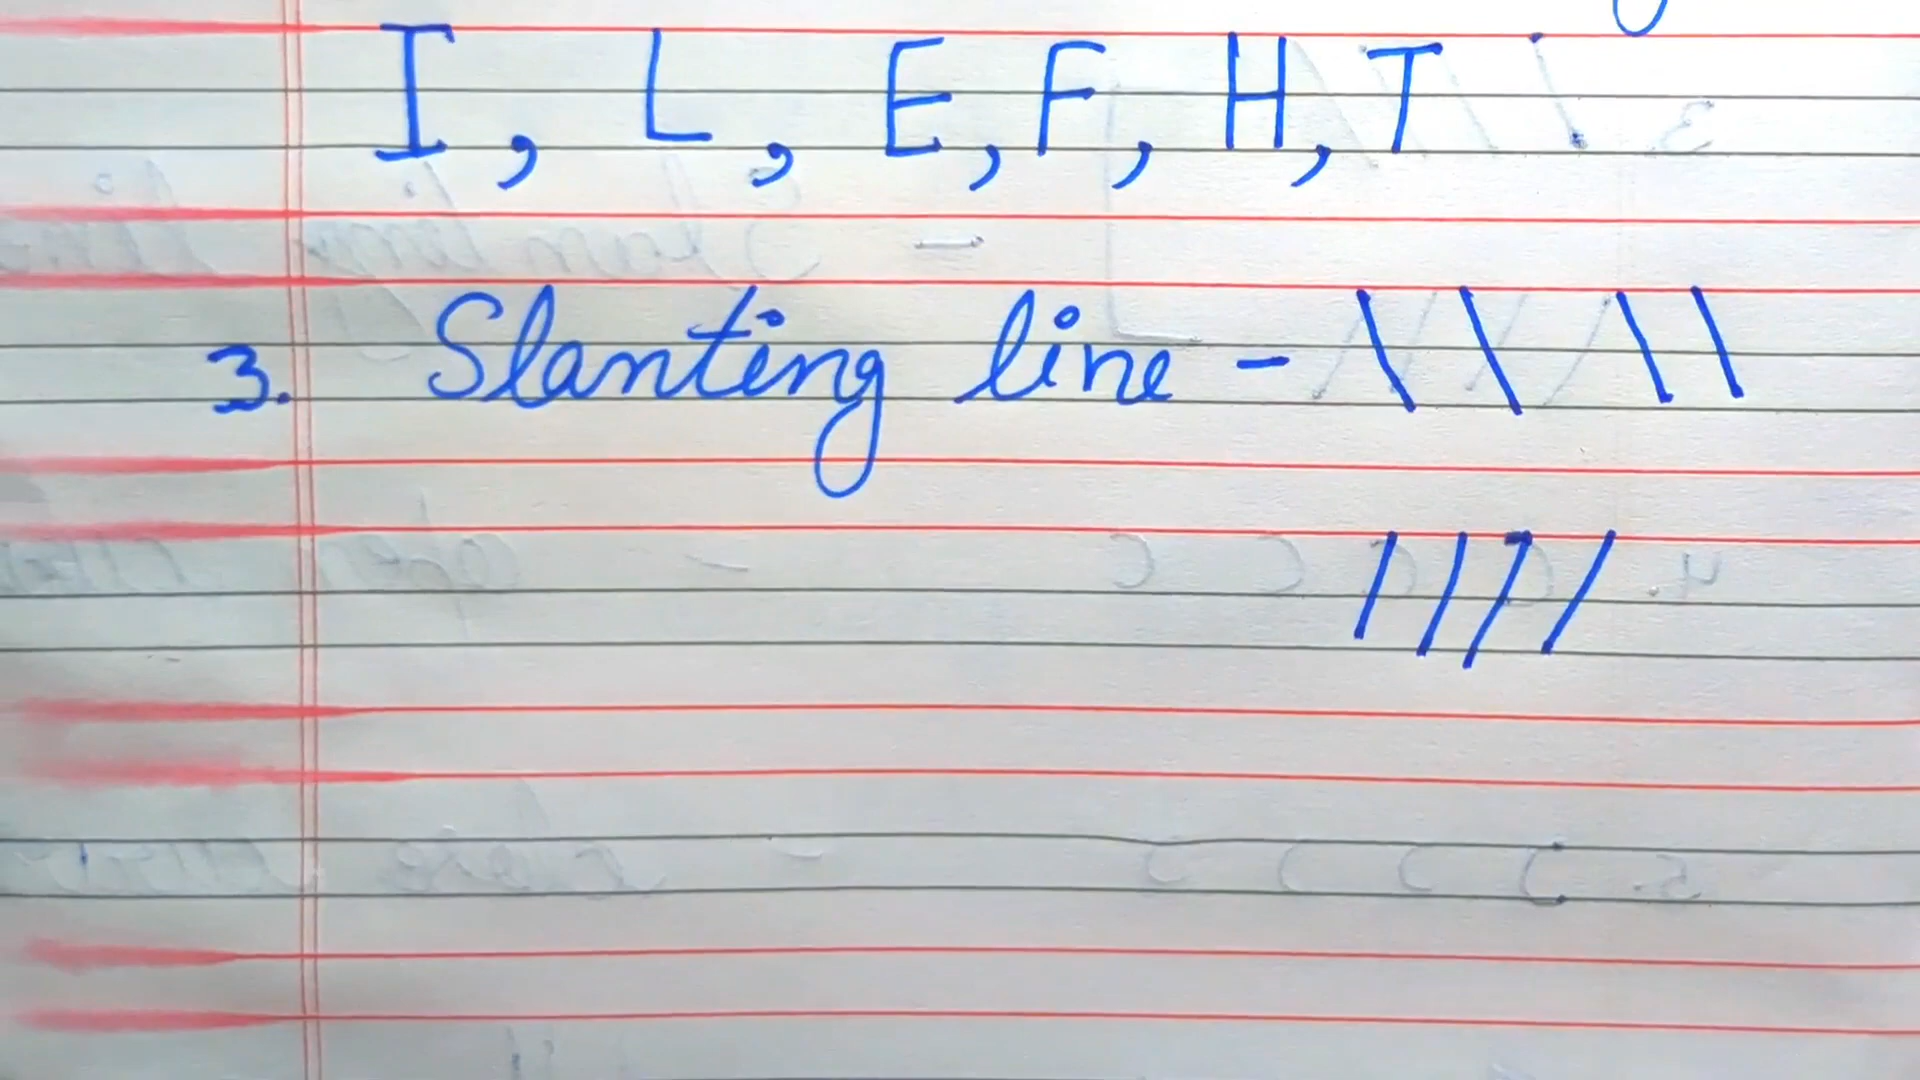 I, L, E, F, H, T
3. Slanting line - \ \ \ \
/ / / /